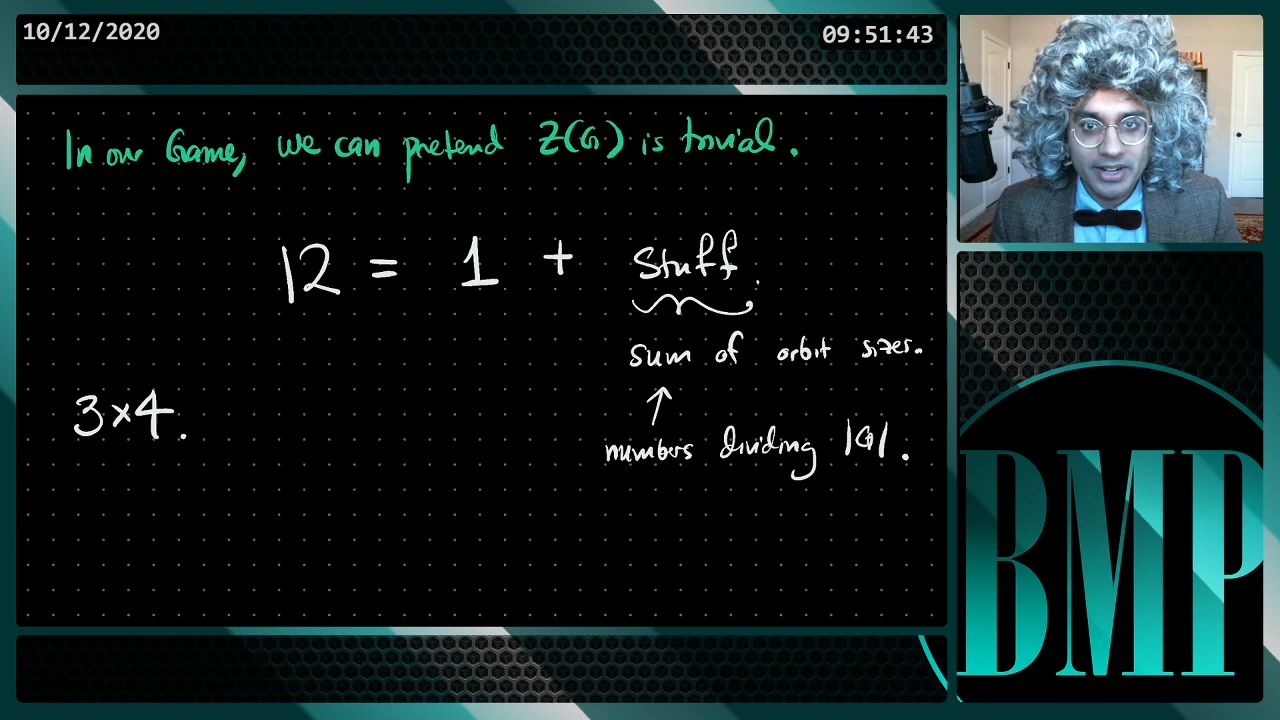 10/12/2020
09:51:43
In our Game, we can pretend Z(G) is trivial.
12 = 1 + Stuff.
sum of orbit sizes.
3×4.
numbers dividing |G|.
BMP